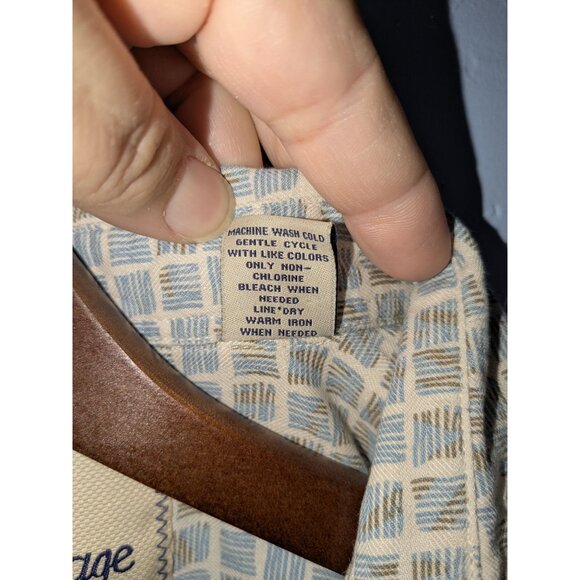 MACHINE WASH COLD
GENTLE CYCLE
WITH LIKE COLORS
ONLY NON-
CHLORINE
BLEACH WHEN
NEEDED
LINE*DRY
WARM IRON
WHEN NEEDED
age